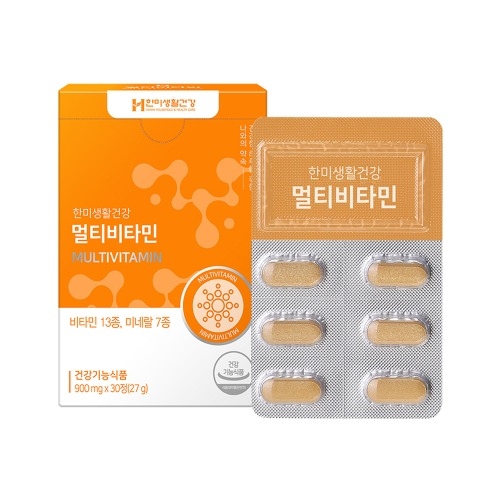 한미생활건강
한미생활건강
멀티비타민
MULTIVITAMIN
비타민 13종, 미네랄 7종
건강기능식품
900 mg x 30정(27 g)
MULTIVITAMIN
MULTIVITAMIN
건강
기능식품
한미생활건강
멀티비타민